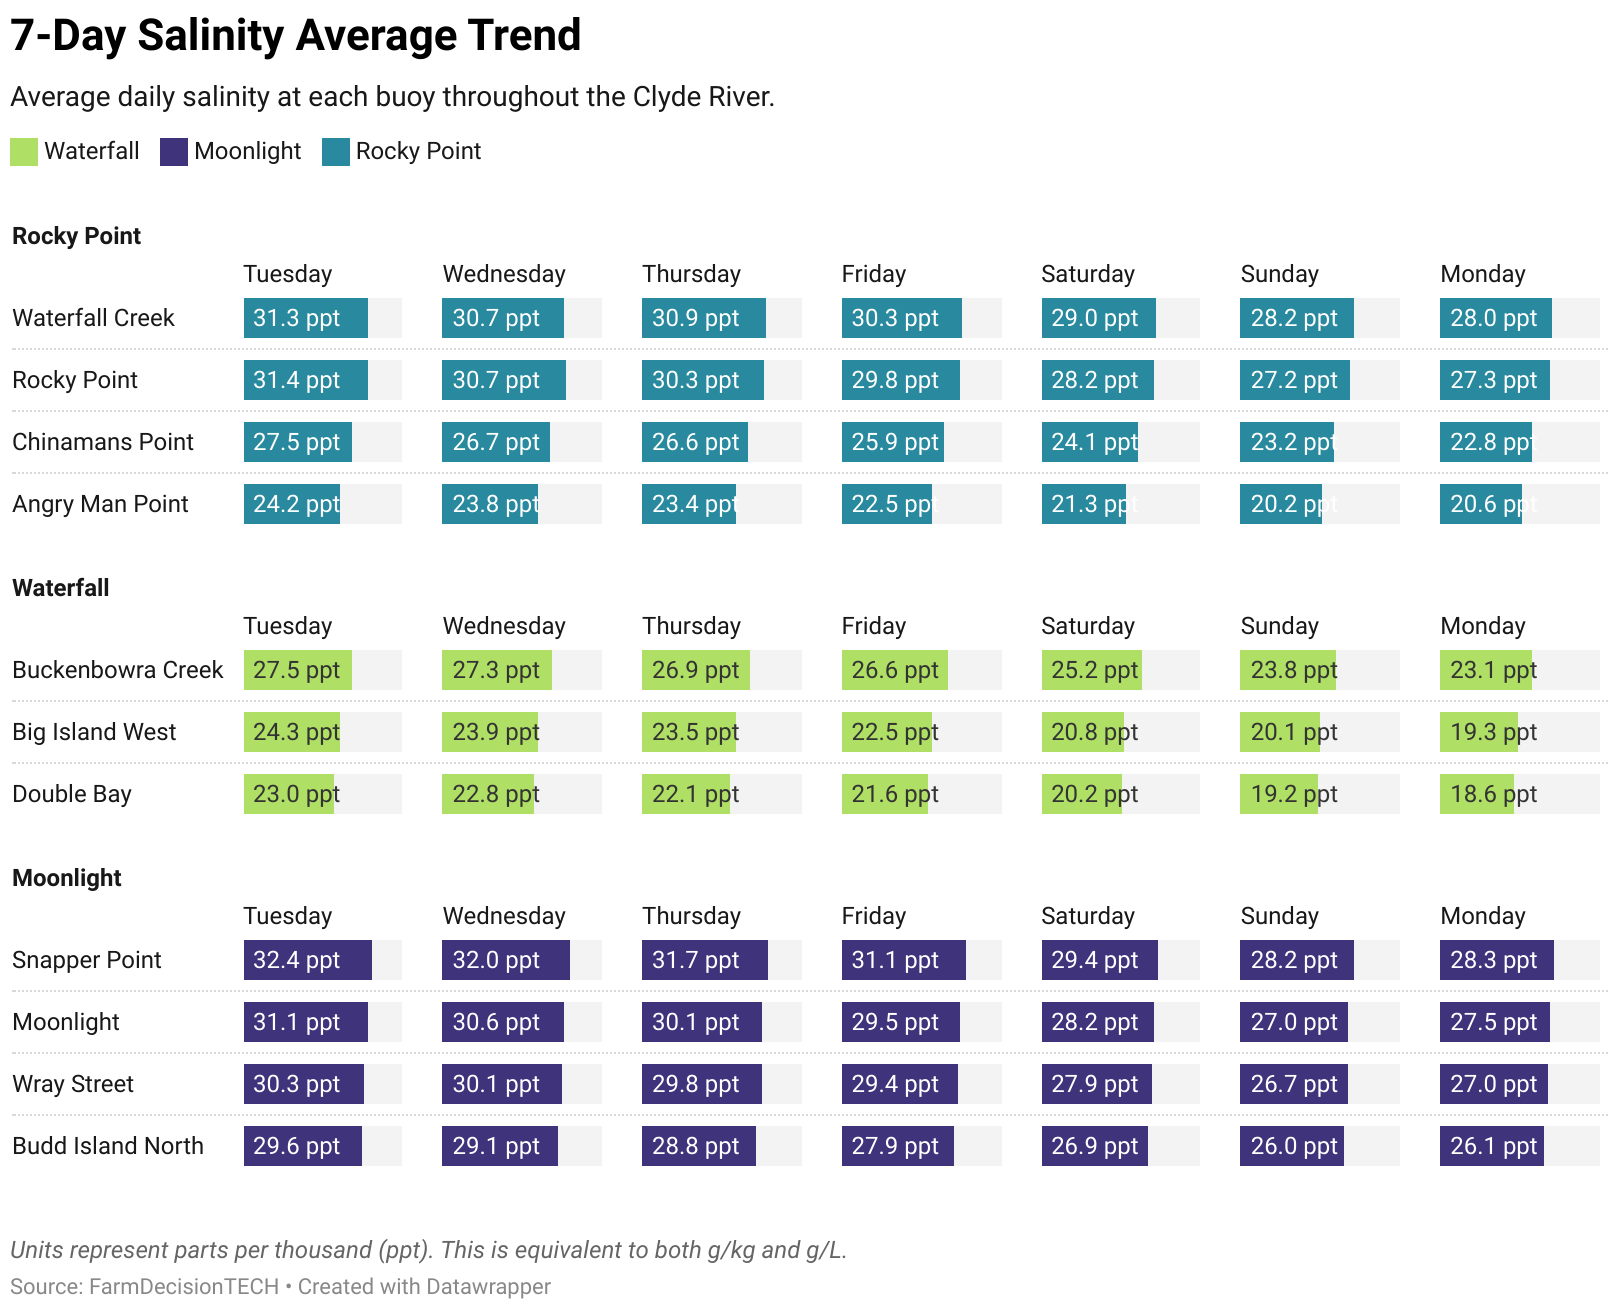 7-Day Salinity Average Trend
Average daily salinity at each buoy throughout the Clyde River.
Waterfall Moonlight Rocky Point
Rocky Point
Tuesday Wednesday Thursday Friday Saturday Sunday Monday
Waterfall Creek 31.3 ppt 30.7 ppt 30.9 ppt 30.3 ppt 29.0 ppt 28.2 ppt 28.0 ppt
Rocky Point 31.4 ppt 30.7 ppt 30.3 ppt 29.8 ppt 28.2 ppt 27.2 ppt 27.3 ppt
Chinamans Point 27.5 ppt 26.7 ppt 26.6 ppt 25.9 ppt 24.1 ppt 23.2 ppt 22.8 ppt
Angry Man Point 24.2 ppt 23.8 ppt 23.4 ppt 22.5 ppt 21.3 ppt 20.2 ppt 20.6 ppt
Waterfall
Tuesday Wednesday Thursday Friday Saturday Sunday Monday
Buckenbowra Creek 27.5 ppt 27.3 ppt 26.9 ppt 26.6 ppt 25.2 ppt 23.8 ppt 23.1 ppt
Big Island West 24.3 ppt 23.9 ppt 23.5 ppt 22.5 ppt 20.8 ppt 20.1 ppt 19.3 ppt
Double Bay 23.0 ppt 22.8 ppt 22.1 ppt 21.6 ppt 20.2 ppt 19.2 ppt 18.6 ppt
Moonlight
Tuesday Wednesday Thursday Friday Saturday Sunday Monday
Snapper Point 32.4 ppt 32.0 ppt 31.7 ppt 31.1 ppt 29.4 ppt 28.2 ppt 28.3 ppt
Moonlight 31.1 ppt 30.6 ppt 30.1 ppt 29.5 ppt 28.2 ppt 27.0 ppt 27.5 ppt
Wray Street 30.3 ppt 30.1 ppt 29.8 ppt 29.4 ppt 27.9 ppt 26.7 ppt 27.0 ppt
Budd Island North 29.6 ppt 29.1 ppt 28.8 ppt 27.9 ppt 26.9 ppt 26.0 ppt 26.1 ppt
Units represent parts per thousand (ppt). This is equivalent to both g/kg and g/L.
Source: FarmDecisionTECH • Created with Datawrapper